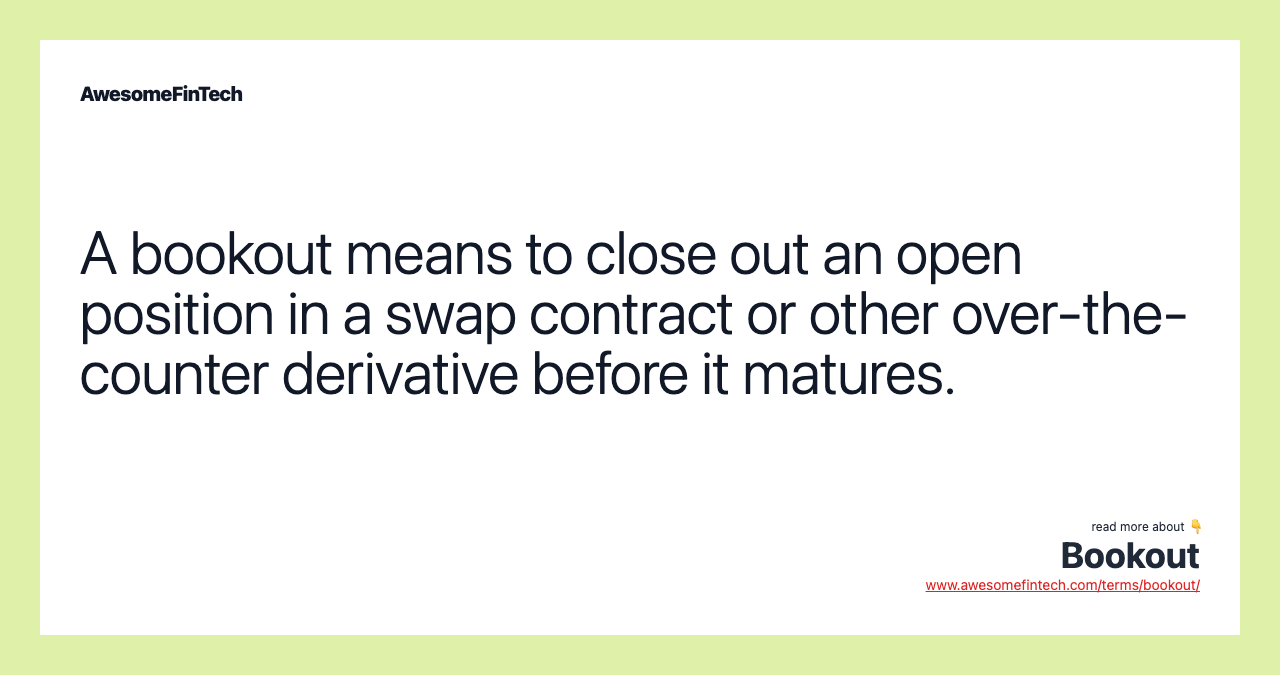 AwesomeFinTech
A bookout means to close out an open
position in a swap contract or other over-the-
counter derivative before it matures.
read more about 👇
Bookout
www.awesomefintech.com/terms/bookout/